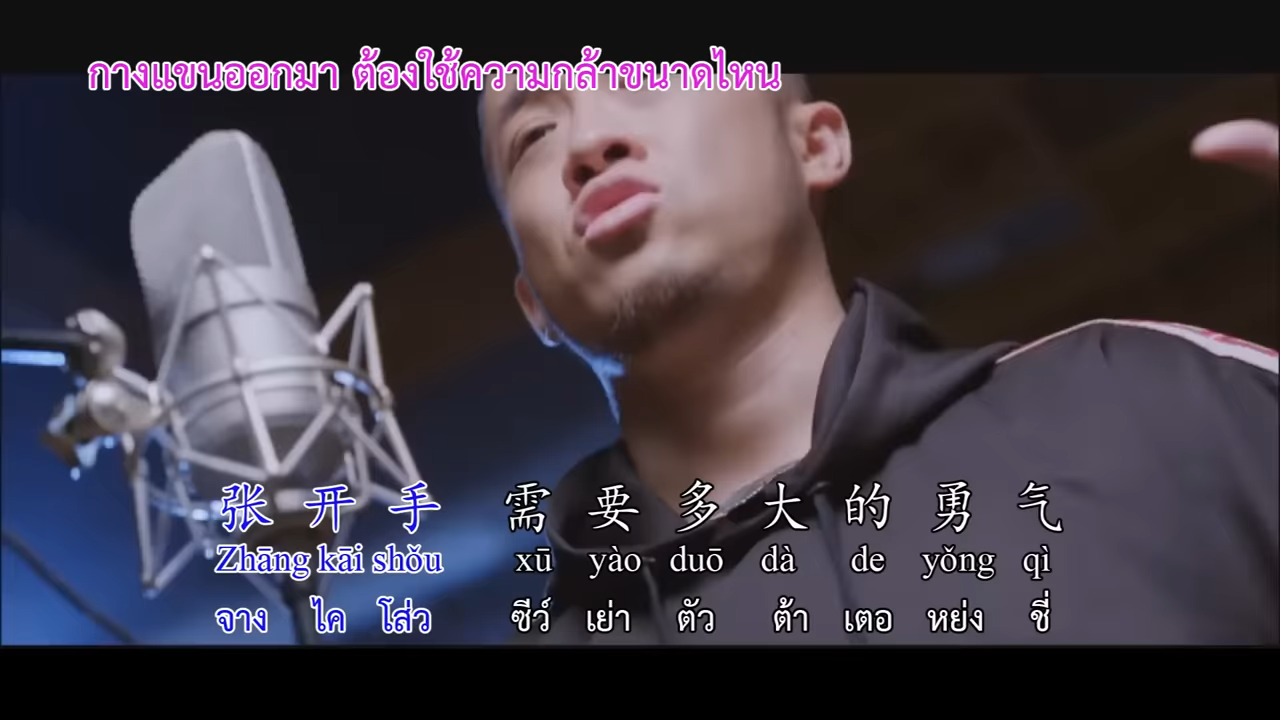 กางแขนออกมา ต้องใช้ความกล้าขนาดไหน
张开手 需要多大的勇气
Zhāng kāi shǒu xū yào duō dà de yǒng qì
จาง ไค โส่ว ซีว์ เย่า ตัว ต้า เตอ หย่ง ชี่